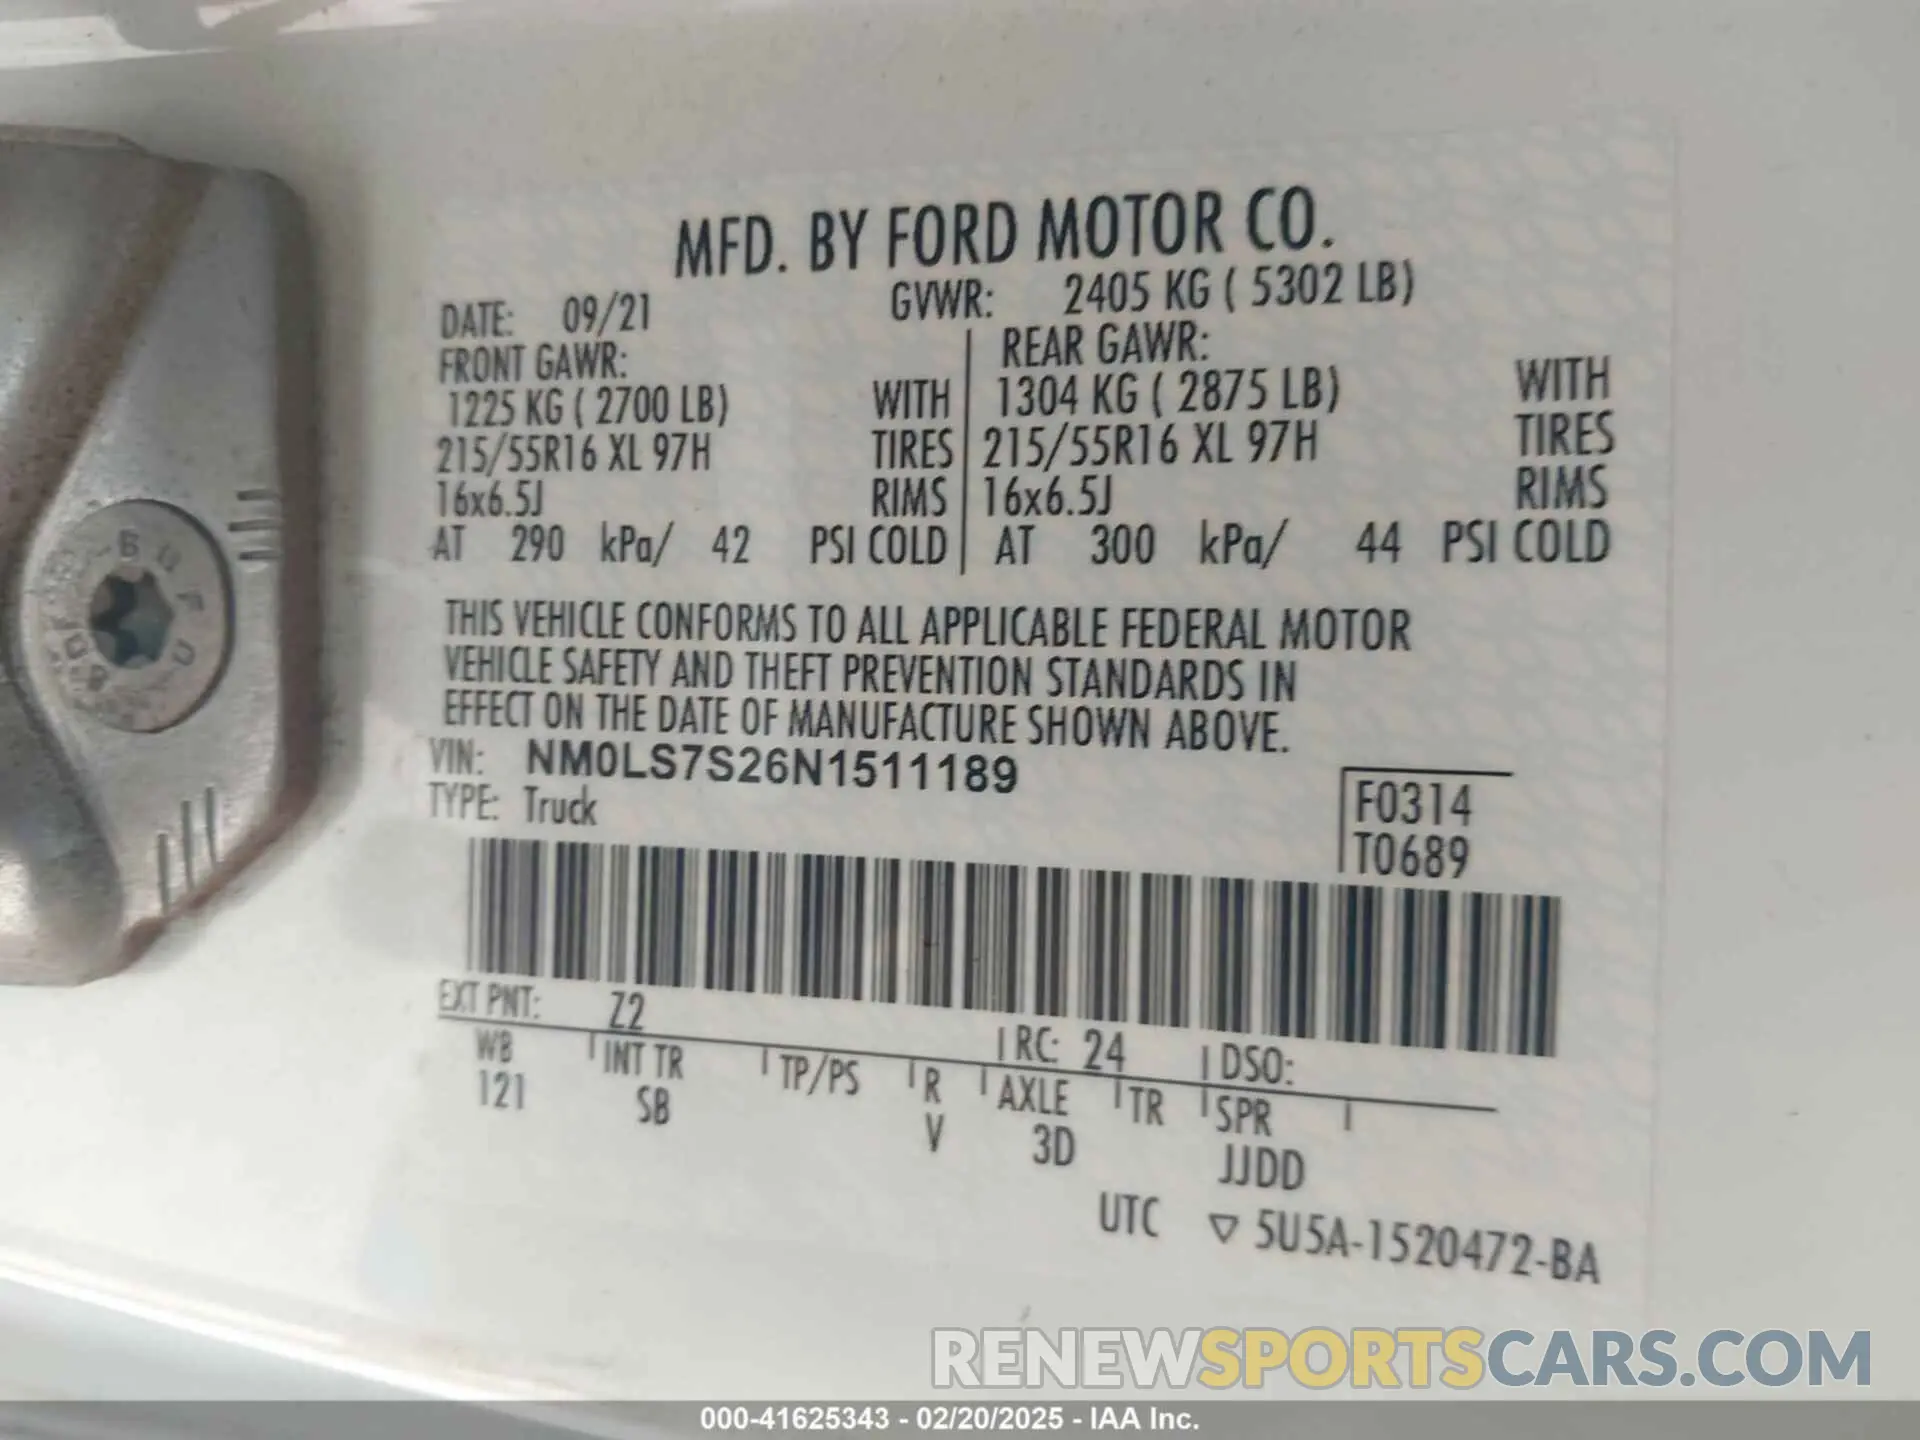 MFD. BY FORD MOTOR CO.
DATE: 09/21 GVWR: 2405 KG ( 5302 LB)
FRONT GAWR: REAR GAWR:
1225 KG ( 2700 LB) WITH 1304 KG ( 2875 LB) WITH
215/55R16 XL 97H TIRES 215/55R16 XL 97H TIRES
16x6.5J RIMS 16x6.5J RIMS
AT 290 kPa/ 42 PSI COLD AT 300 kPa/ 44 PSI COLD
THIS VEHICLE CONFORMS TO ALL APPLICABLE FEDERAL MOTOR
VEHICLE SAFETY AND THEFT PREVENTION STANDARDS IN
EFFECT ON THE DATE OF MANUFACTURE SHOWN ABOVE.
VIN: NM0LS7S26N1511189
TYPE: Truck
F0314
T0689
EXT PNT: Z2 RC: 24 DSO:
WB INT TR TP/PS R AXLE TR SPR
121 SB V 3D JJDD
UTC ▽ 5U5A-1520472-BA
RENEWSPORTSCARS.COM
000-41625343 - 02/20/2025 - IAA Inc.